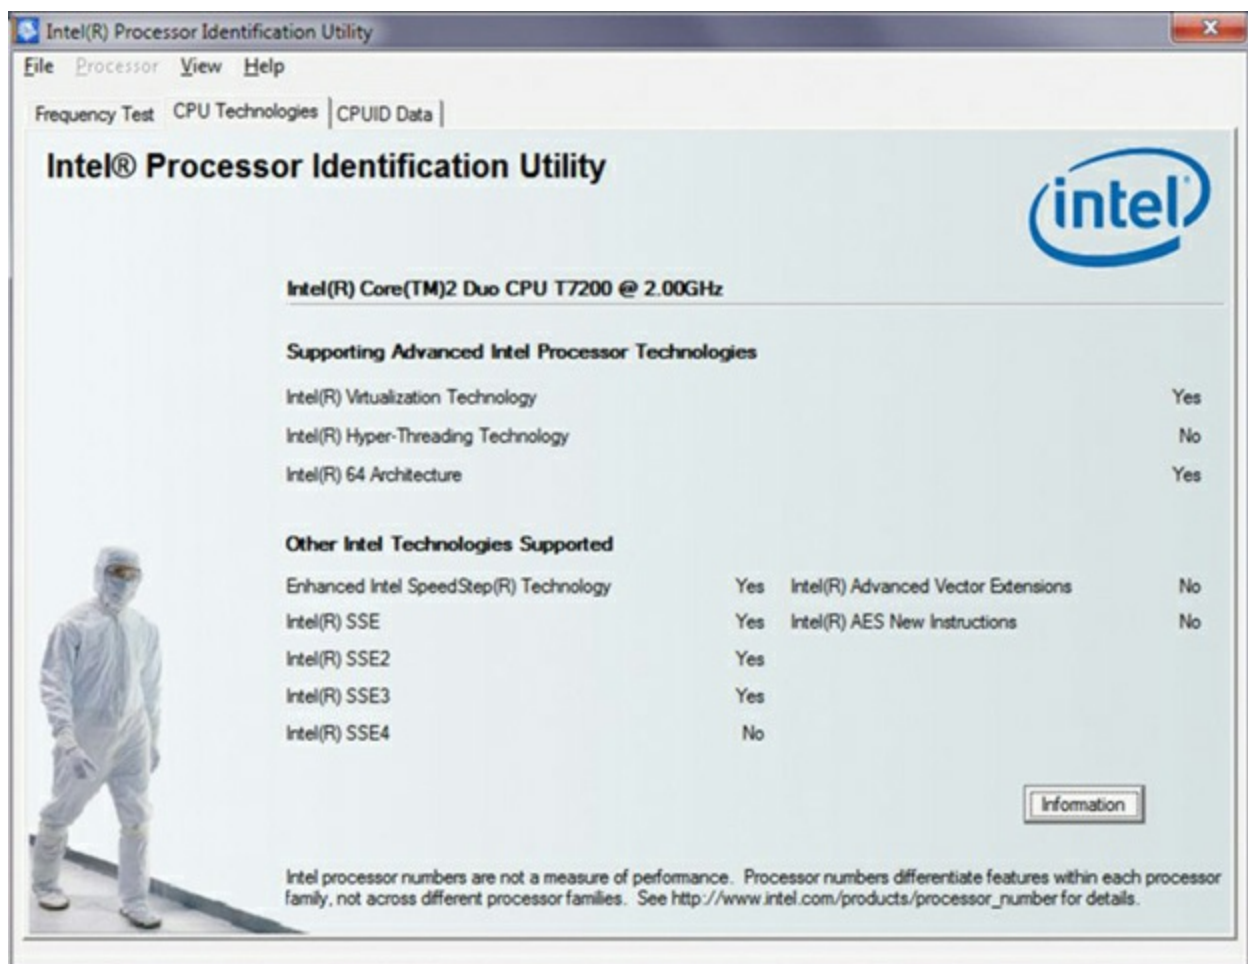 Intel(R) Processor Identification Utility
File Processor View Help
Frequency Test CPU Technologies CPUID Data
Intel® Processor Identification Utility
intel
Intel(R) Core(TM)2 Duo CPU T7200 @ 2.00GHz
Supporting Advanced Intel Processor Technologies
Intel(R) Virtualization Technology Yes
Intel(R) Hyper-Threading Technology No
Intel(R) 64 Architecture Yes
Other Intel Technologies Supported
Enhanced Intel SpeedStep(R) Technology Yes Intel(R) Advanced Vector Extensions No
Intel(R) SSE Yes Intel(R) AES New Instructions No
Intel(R) SSE2 Yes
Intel(R) SSE3 Yes
Intel(R) SSE4 No
Information
Intel processor numbers are not a measure of performance. Processor numbers differentiate features within each processor
family, not across different processor families. See http://www.intel.com/products/processor_number for details.